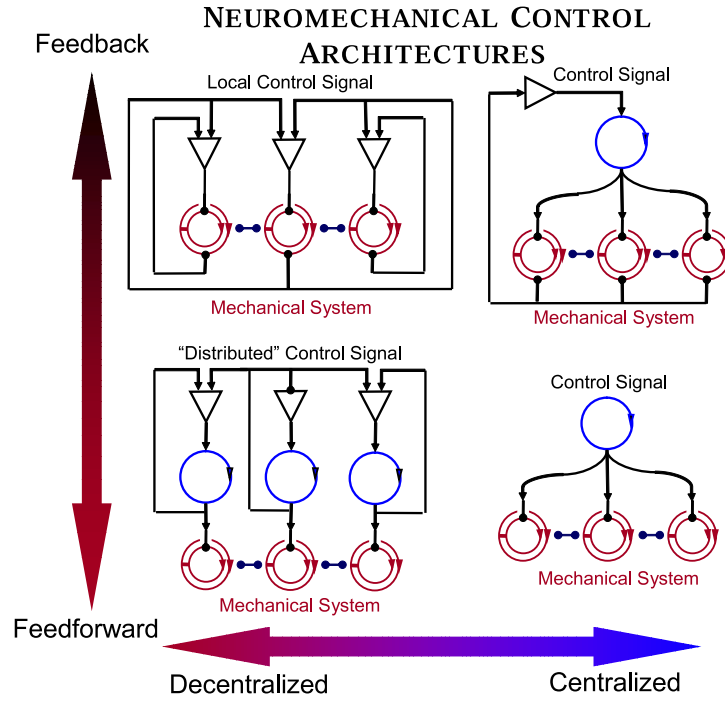 NEUROMECHANICAL CONTROL
ARCHITECTURES
Feedback
Local Control Signal
Control Signal
Mechanical System
Mechanical System
“Distributed” Control Signal
Control Signal
Mechanical System
Mechanical System
Feedforward
Decentralized
Centralized